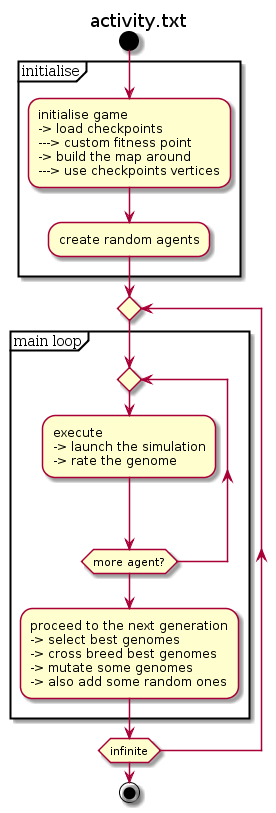 activity.txt
initialise
initialise game
-> load checkpoints
---> custom fitness point
-> build the map around
---> use checkpoints vertices
create random agents
main loop
execute
-> launch the simulation
-> rate the genome
more agent?
proceed to the next generation
-> select best genomes
-> cross breed best genomes
-> mutate some genomes
-> also add some random ones
infinite